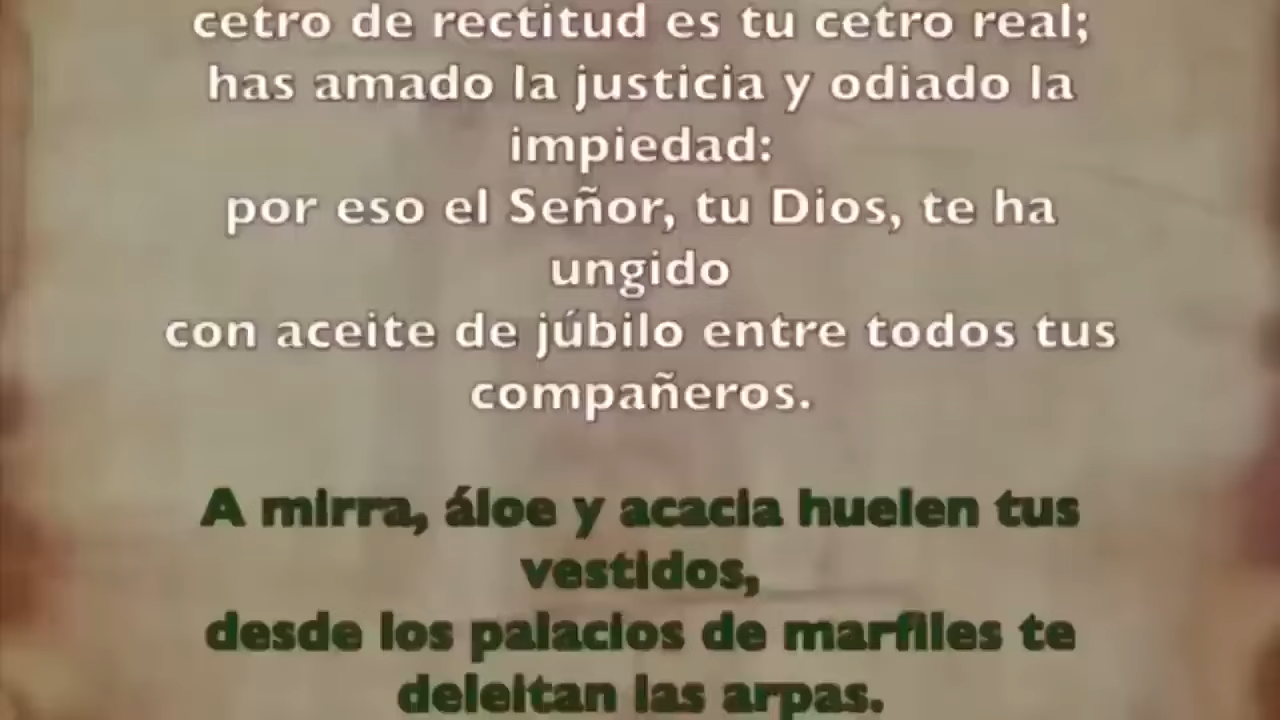 cetro de rectitud es tu cetro real;
has amado la justicia y odiado la
impiedad:
por eso el Señor, tu Dios, te ha
ungido
con aceite de júbilo entre todos tus
compañeros.
A mirra, áloe y acacia huelen tus
vestidos,
desde los palacios de marfiles te
deleitan las arpas.